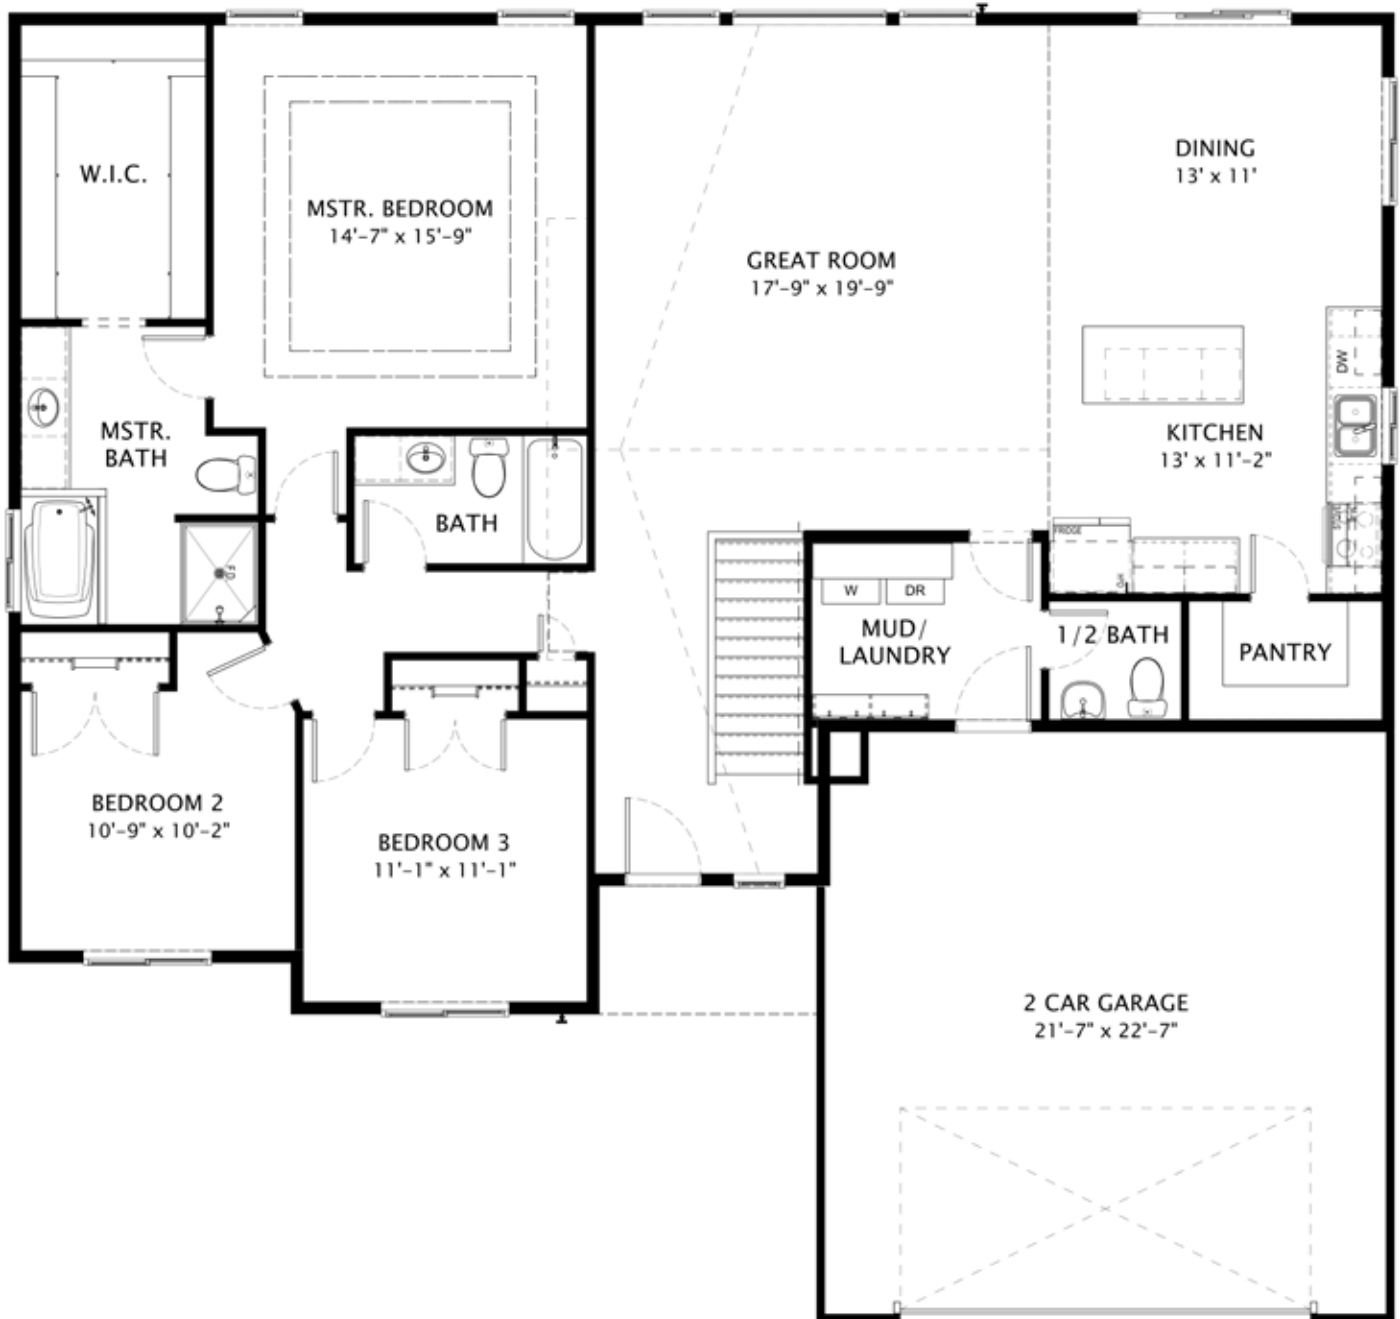 W.I.C.
MSTR. BEDROOM
14'-7" x 15'-9"
DINING
13' x 11'
GREAT ROOM
17'-9" x 19'-9"
DW
MSTR.
BATH
KITCHEN
13' x 11'-2"
BATH
FRIDGE
FD
W
DR
MUD/
LAUNDRY
1/2 BATH
PANTRY
BEDROOM 2
10'-9" x 10'-2"
BEDROOM 3
11'-1" x 11'-1"
2 CAR GARAGE
21'-7" x 22'-7"